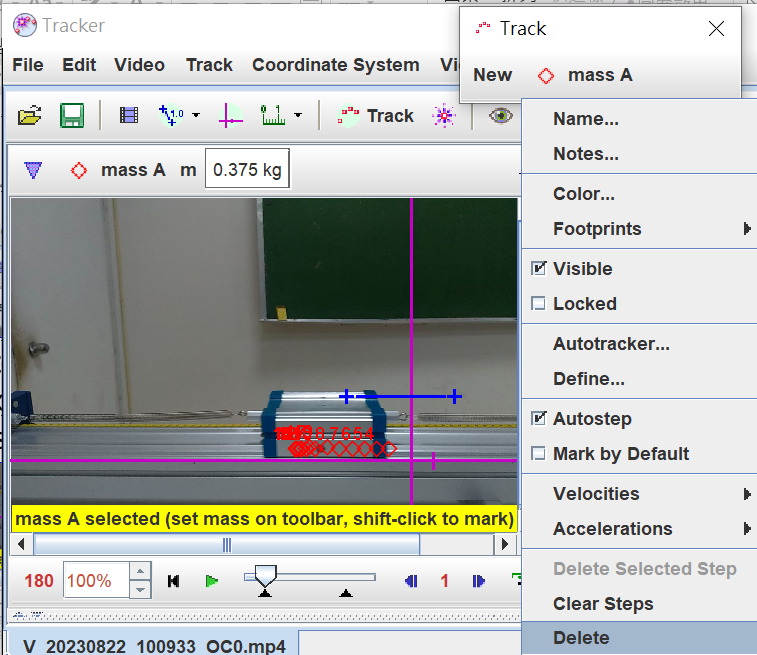 Tracker
Track
File Edit Video Track Coordinate System
New mass A
1.0 Track
mass A m 0.375 kg
Name...
Notes...
Color...
Footprints
Visible
Locked
Autotracker...
Define...
Autostep
Mark by Default
Velocities
Accelerations
Delete Selected Step
Clear Steps
Delete
mass A selected (set mass on toolbar, shift-click to mark)
180 100% 1
V_20230822_100933_OC0.mp4